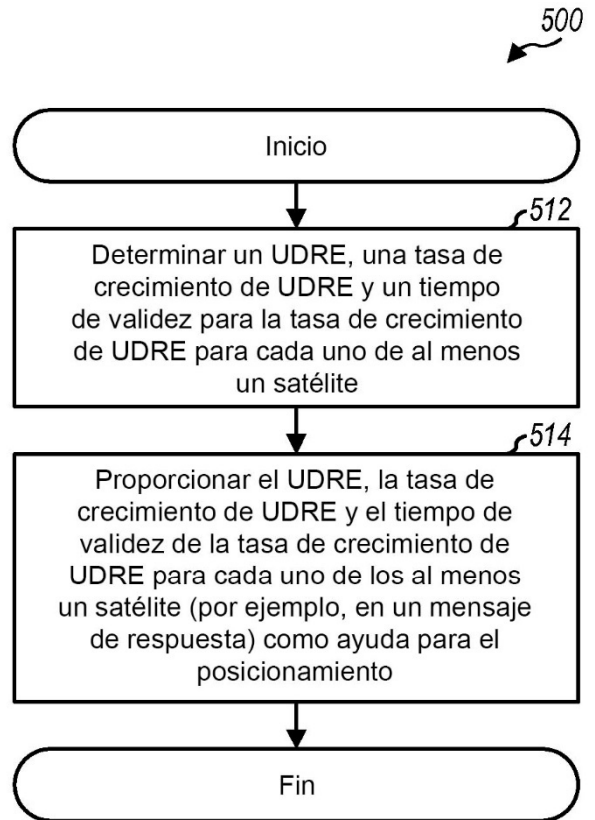 500
Inicio
512
Determinar un UDRE, una tasa de
crecimiento de UDRE y un tiempo
de validez para la tasa de crecimiento
de UDRE para cada uno de al menos
un satélite
514
Proporcionar el UDRE, la tasa de
crecimiento de UDRE y el tiempo de
validez de la tasa de crecimiento de
UDRE para cada uno de los al menos
un satélite (por ejemplo, en un mensaje
de respuesta) como ayuda para el
posicionamiento
Fin